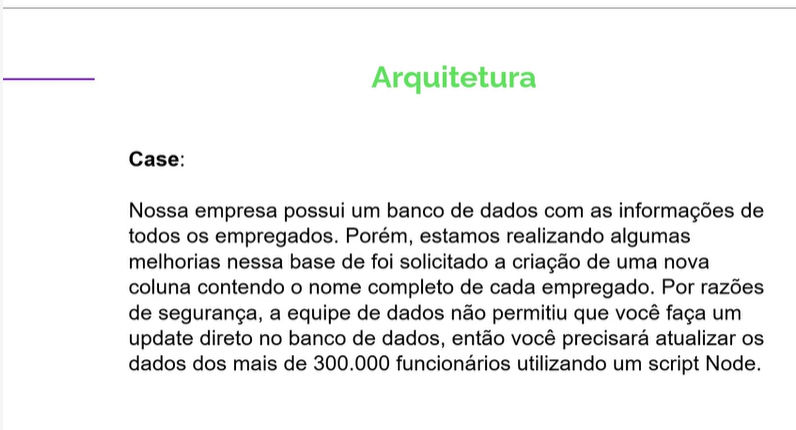 Arquitetura
Case:
Nossa empresa possui um banco de dados com as informações de
todos os empregados. Porém, estamos realizando algumas
melhorias nessa base de foi solicitado a criação de uma nova
coluna contendo o nome completo de cada empregado. Por razões
de segurança, a equipe de dados não permitiu que você faça um
update direto no banco de dados, então você precisará atualizar os
dados dos mais de 300.000 funcionários utilizando um script Node.